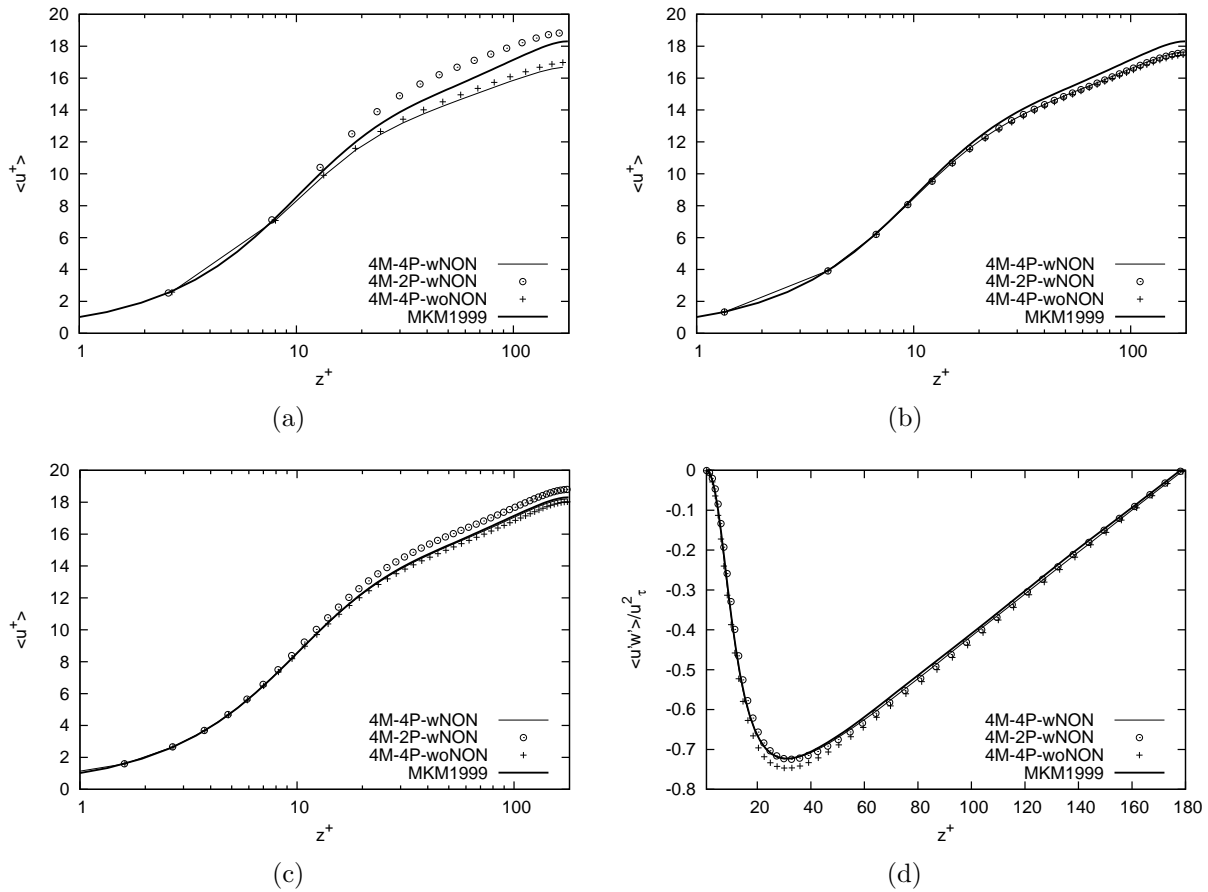 20
18
16
14
12
10
8
6
4
2
0
<u⁺>
1
10
100
z⁺
4M-4P-wNON
4M-2P-wNON
4M-4P-woNON
MKM1999
(a)
20
18
16
14
12
10
8
6
4
2
0
<u⁺>
1
10
100
z⁺
4M-4P-wNON
4M-2P-wNON
4M-4P-woNON
MKM1999
(b)
20
18
16
14
12
10
8
6
4
2
0
<u⁺>
1
10
100
z⁺
4M-4P-wNON
4M-2P-wNON
4M-4P-woNON
MKM1999
(c)
0
-0.1
-0.2
-0.3
-0.4
-0.5
-0.6
-0.7
-0.8
<u'w'>/u²τ
20
40
60
80
100
120
140
160
180
z⁺
4M-4P-wNON
4M-2P-wNON
4M-4P-woNON
MKM1999
(d)